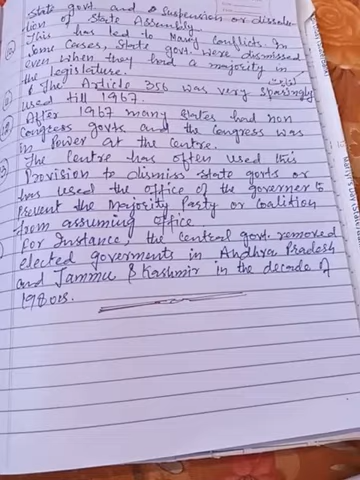 State govt. and Suspension or dissolu-
tion of State Assembly.
This has led to Many Conflicts. In
Some Cases, State govt. were dismissed
even when they had a majority in
the legislature.
The Article 356 was very sparingly
used till 1967.
After 1967 many States had non
Congress govts and the Congress was
in Power at the Centre.
The Centre has often used this
Provision to dismiss state govts or
has used the office of the governer to
Prevent the Majority Party or Coalition
from assuming office
for Instance, the central govt. removed
elected goverments in Andhra Pradesh
and Jammu & Kashmir in the decade of
1980s.